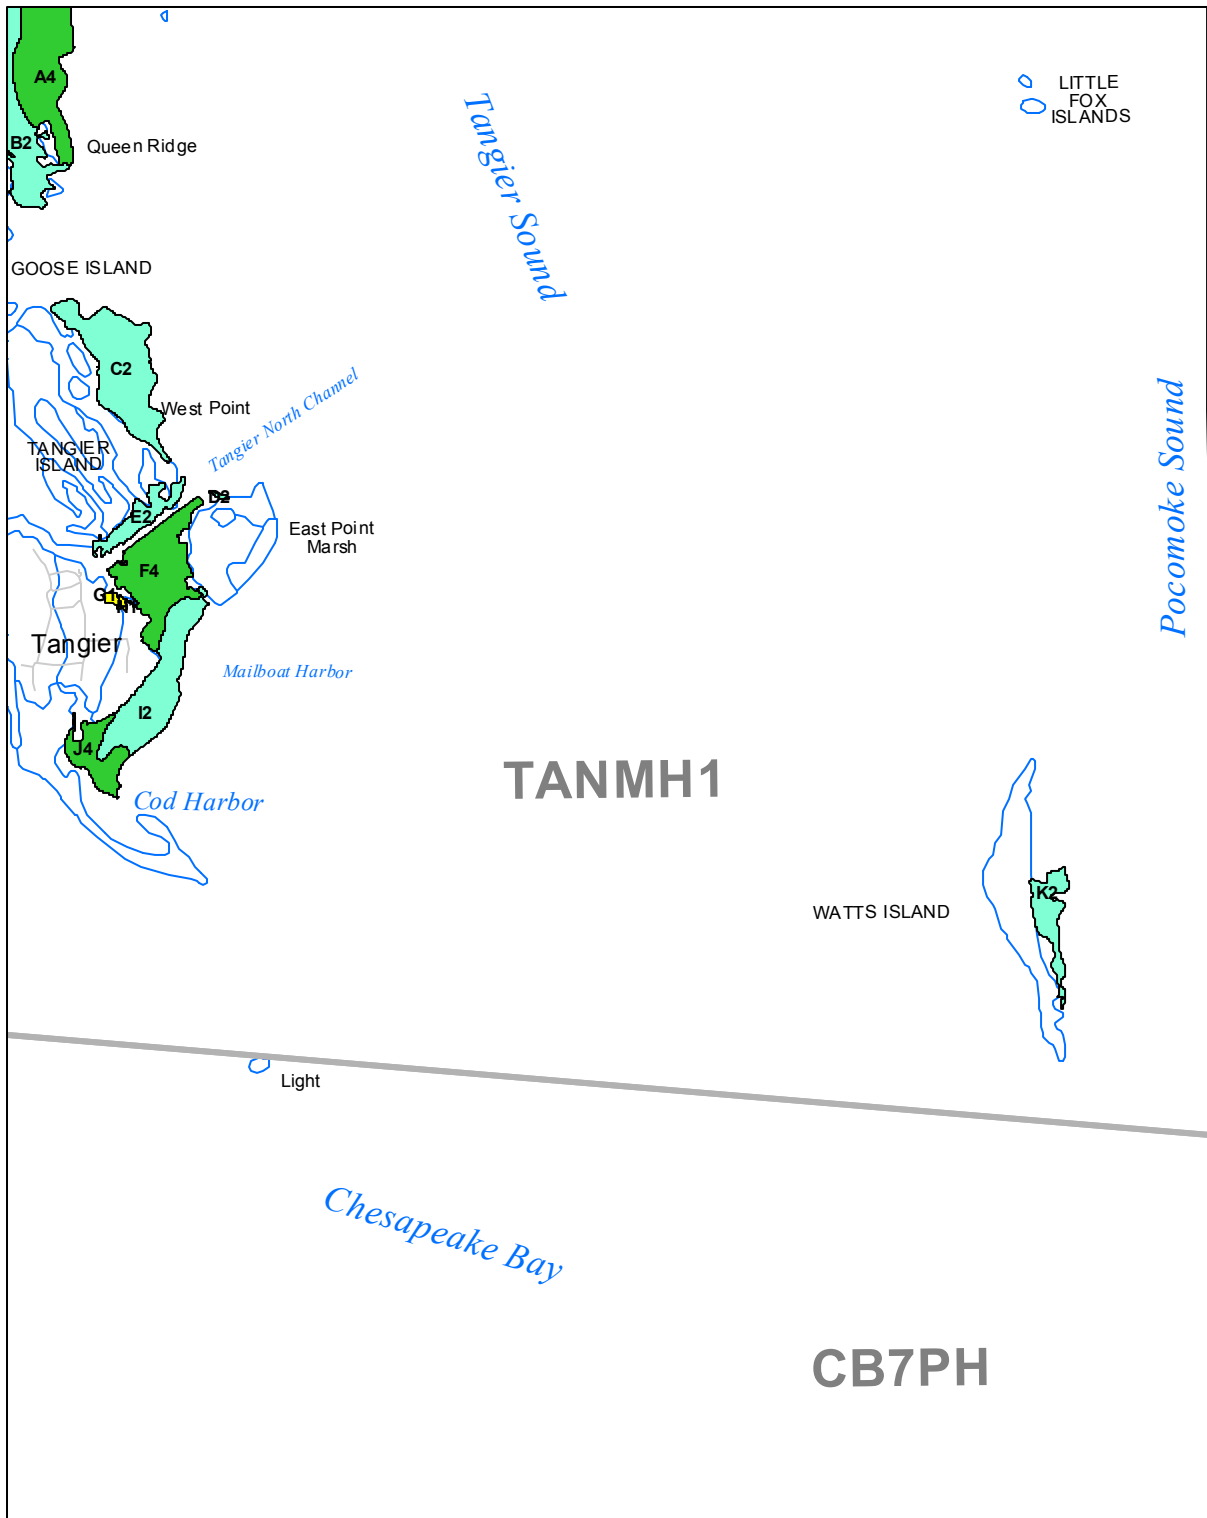 A4
LITTLE
FOX
ISLANDS
B2
Queen Ridge
Tangier Sound
GOOSE ISLAND
C2
West Point
Tangier North Channel
TANGIER
ISLAND
Pocomoke Sound
D2
E2
East Point
Marsh
F4
G1
H1
Tangier
Mailboat Harbor
I2
J4
TANMH1
Cod Harbor
K2
WATTS ISLAND
Light
Chesapeake Bay
CB7PH